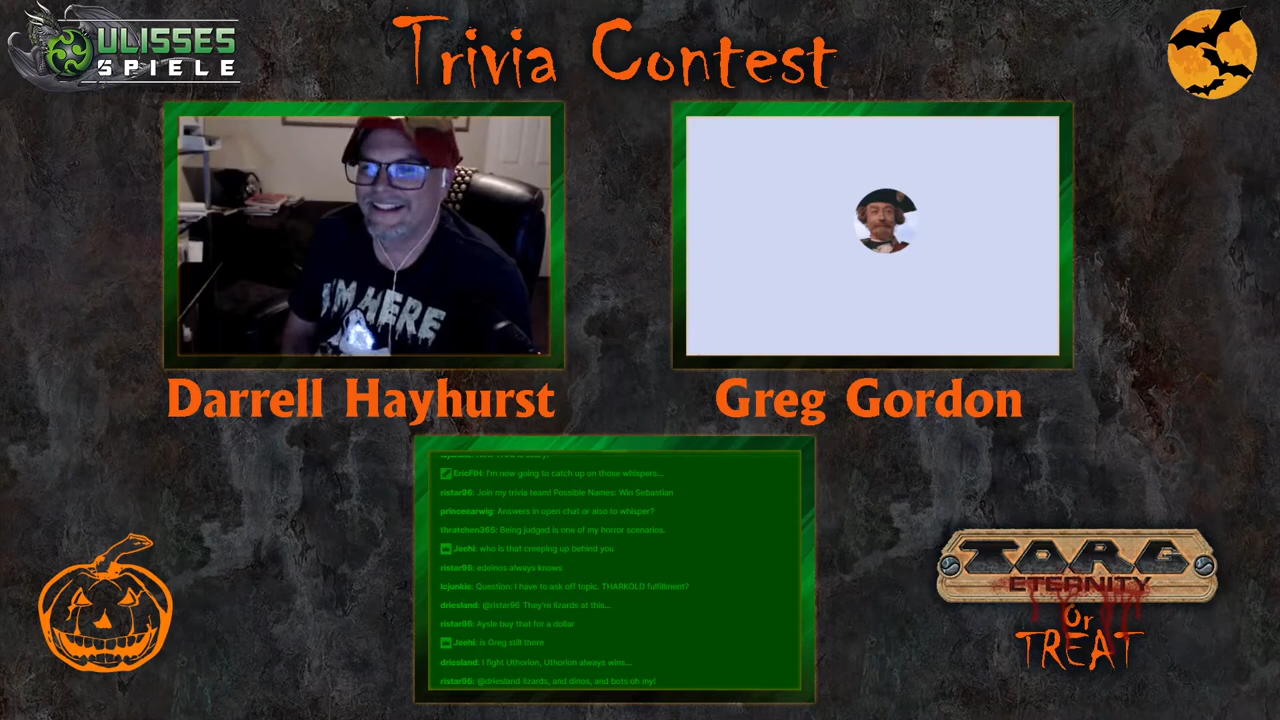 ULISSES
SPIELE
Trivia Contest
I'M HERE
Darrell Hayhurst
Greg Gordon
EricFIH: I'm now going to catch up on those whispers...
ristar96: Join my trivia team! Possible Names: Win Sebastian
princeearwig: Answers in open chat or also to whisper?
thratchen365: Being judged is one of my horror scenarios.
Jeehi: who is that creeping up behind you
ristar96: edeinos always knows
lcjunkie: Question: I have to ask off topic. THARKOLD fulfillment?
driesland: @ristar96 They're lizards at this...
ristar96: Aysle buy that for a dollar
Jeehi: is Greg still there
driesland: I fight Uthorion, Uthorion always wins...
ristar96: @driesland lizards, and dinos, and bots oh my!
TORG
ETERNITY
Or
TREAT